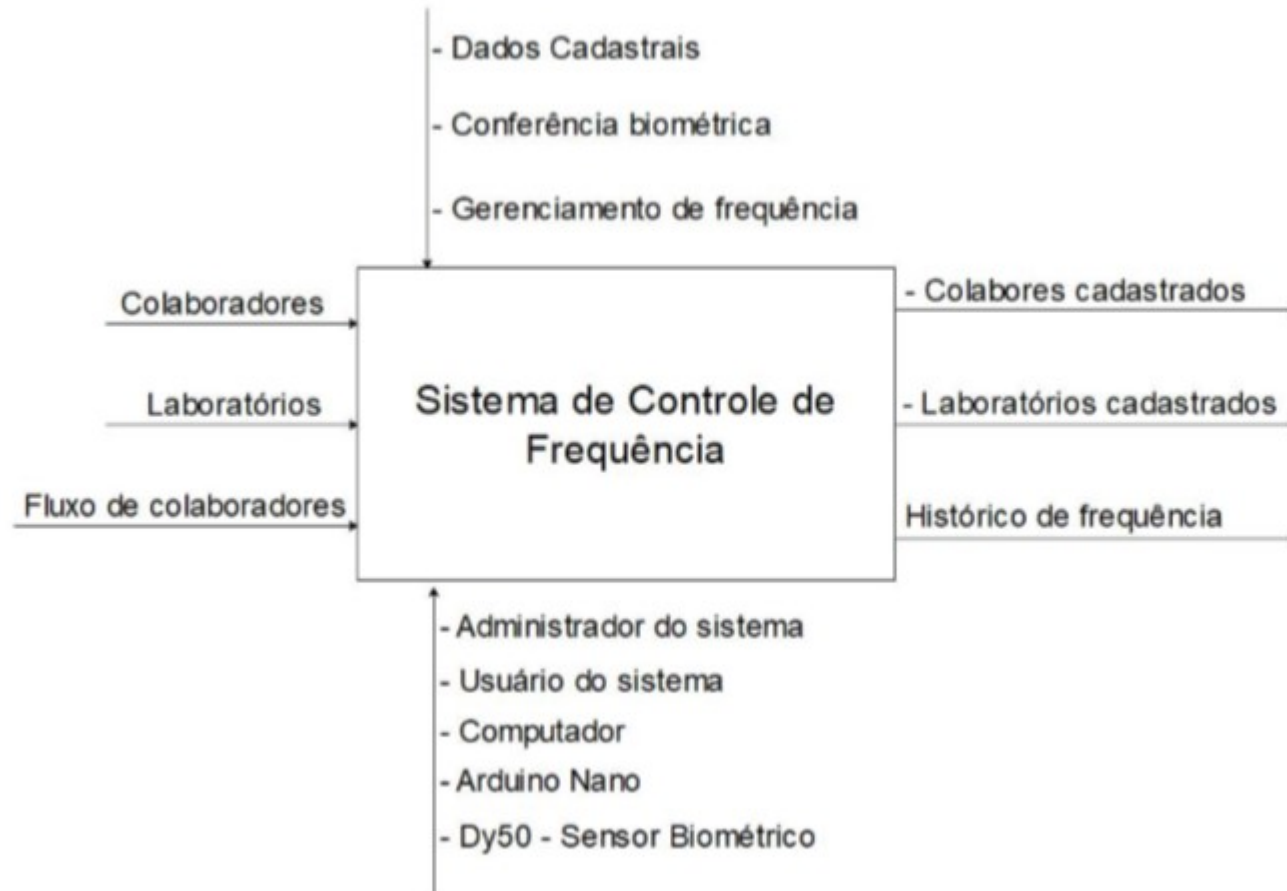 - Dados Cadastrais
- Conferência biométrica
- Gerenciamento de frequência
Colaboradores
Laboratórios
Fluxo de colaboradores
Sistema de Controle de
Frequência
- Colabores cadastrados
- Laboratórios cadastrados
Histórico de frequência
- Administrador do sistema
- Usuário do sistema
- Computador
- Arduino Nano
- Dy50 - Sensor Biométrico